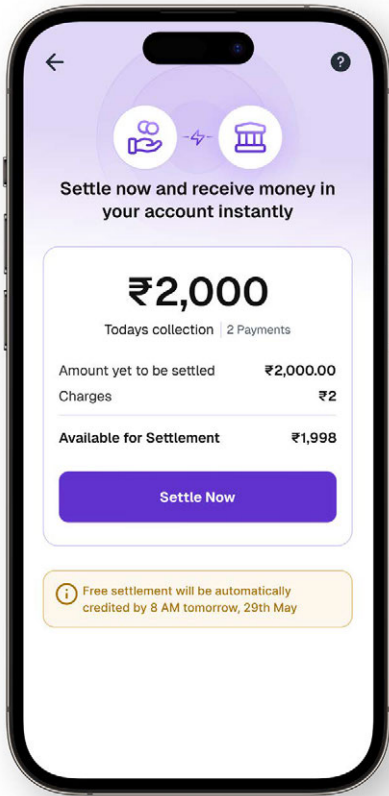 ?
Settle now and receive money in
your account instantly
₹2,000
Todays collection | 2 Payments
Amount yet to be settled ₹2,000.00
Charges ₹2
Available for Settlement ₹1,998
Settle Now
Free settlement will be automatically
credited by 8 AM tomorrow, 29th May